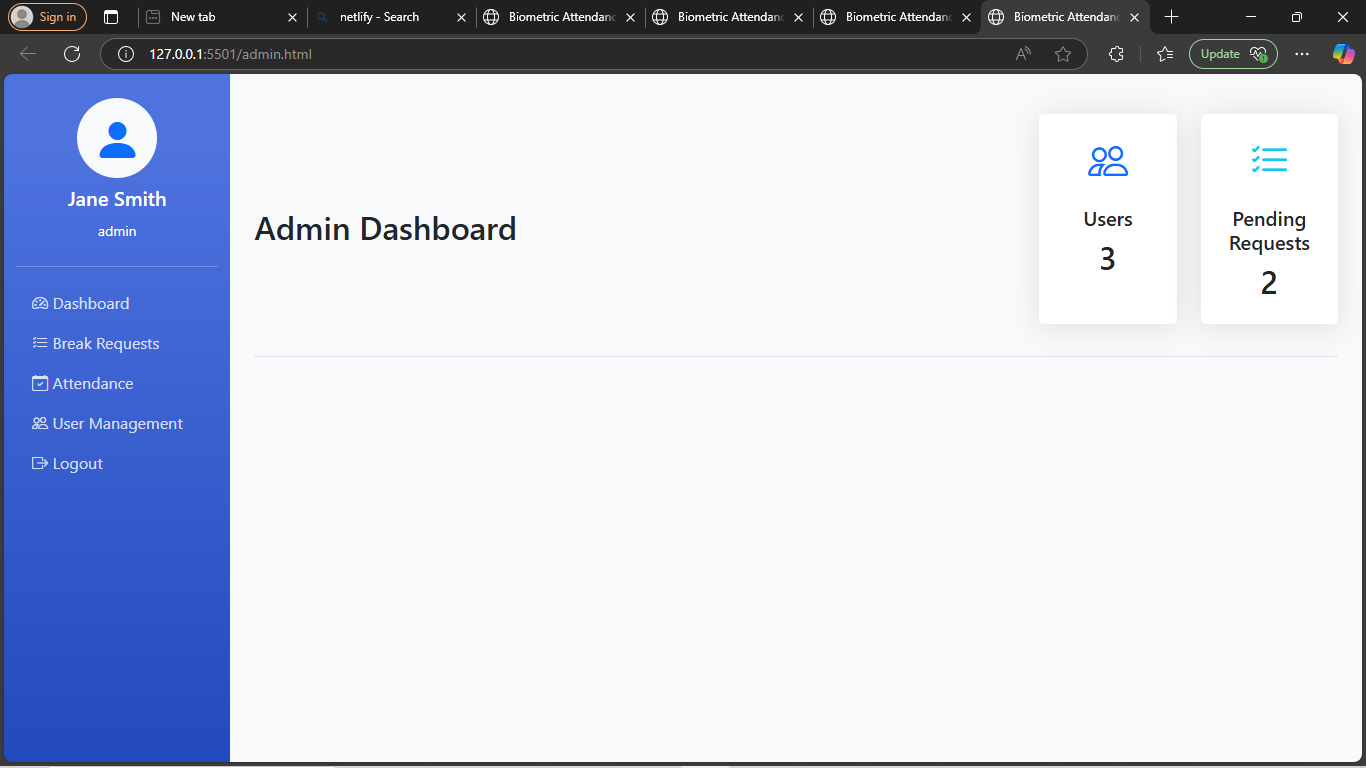 Sign in
New tab
netlify - Search
Biometric Attendanc
Biometric Attendanc
Biometric Attendanc
Biometric Attendanc
127.0.0.1:5501/admin.html
Update
Jane Smith
admin
Dashboard
Break Requests
Attendance
User Management
Logout
Admin Dashboard
Users
3
Pending
Requests
2